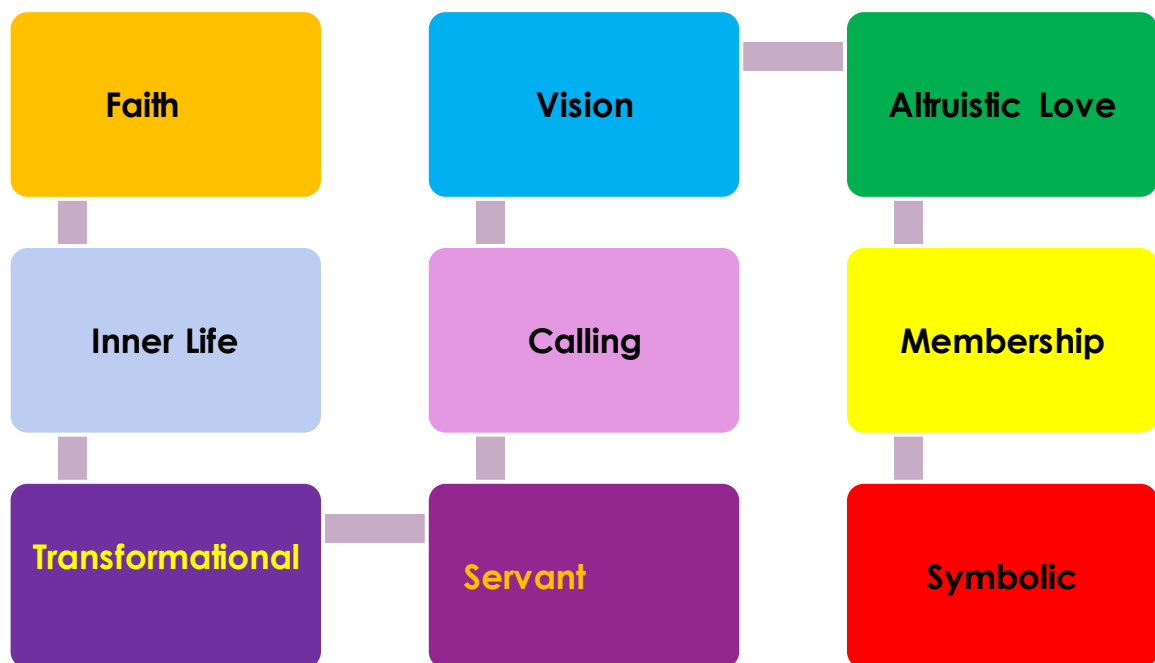 Faith
Inner Life
Transformational
Servant
Calling
Vision
Altruistic Love
Membership
Symbolic